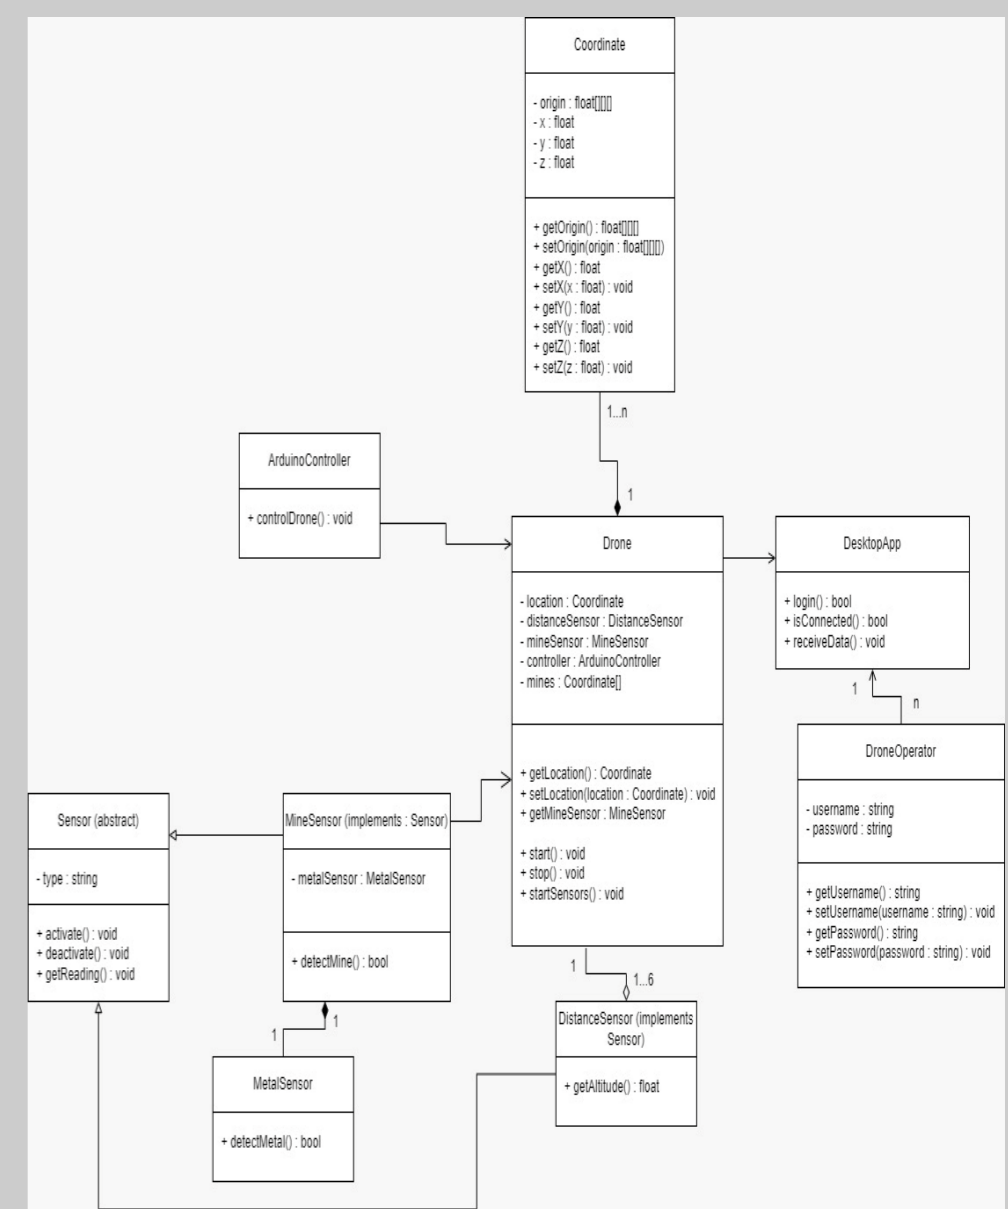 Coordinate
- origin : float[][][]
- x : float
- y : float
- z : float
+ getOrigin() : float[][][]
+ setOrigin(origin : float[][][])
+ getX() : float
+ setX(x : float) : void
+ getY() : float
+ setY(y : float) : void
+ getZ() : float
+ setZ(z : float) : void
1...n
1
ArduinoController
+ controlDrone() : void
Drone
- location : Coordinate
- distanceSensor : DistanceSensor
- mineSensor : MineSensor
- controller : ArduinoController
- mines : Coordinate[]
+ getLocation() : Coordinate
+ setLocation(location : Coordinate) : void
+ getMineSensor : MineSensor
+ start() : void
+ stop() : void
+ startSensors() : void
DesktopApp
+ login() : bool
+ isConnected() : bool
+ receiveData() : void
1
n
DroneOperator
- username : string
- password : string
+ getUsername() : string
+ setUsername(username : string) : void
+ getPassword() : string
+ setPassword(password : string) : void
Sensor (abstract)
- type : string
+ activate() : void
+ deactivate() : void
+ getReading() : void
MineSensor (implements : Sensor)
- metalSensor : MetalSensor
+ detectMine() : bool
1
1
MetalSensor
+ detectMetal() : bool
1
1...6
DistanceSensor (implements
Sensor)
+ getAltitude() : float